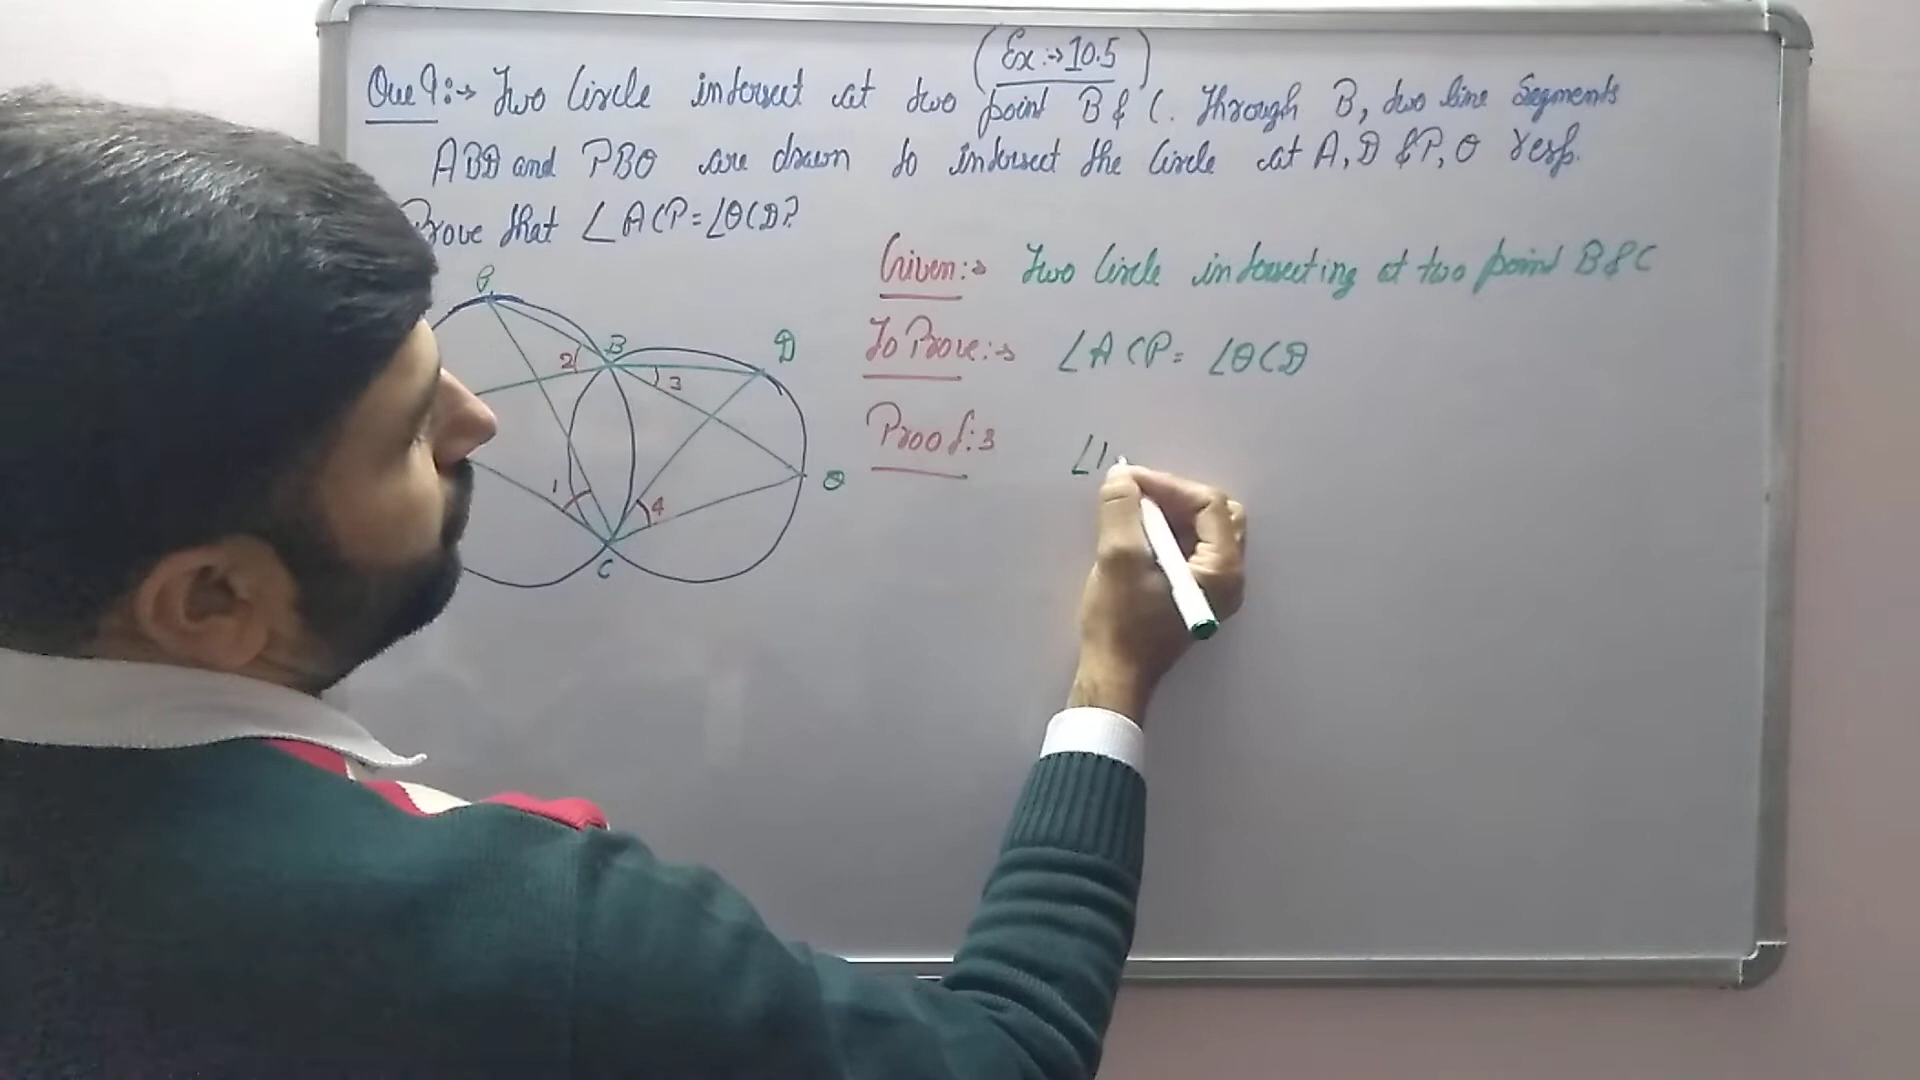 (Ex :→ 10.5)
Que 9:→ Two Circle intersect at two point B & C. Through B, two line Segments
ABD and PBQ are drawn to intersect the Circle at A, D & P, Q resp.
Prove that ∠ACP = ∠QCD?
Given:→ Two Circle intersecting at two point B & C
To Prove:→ ∠ACP = ∠QCD
Proof:→ ∠1
P
B
D
2
3
Q
1
4
C